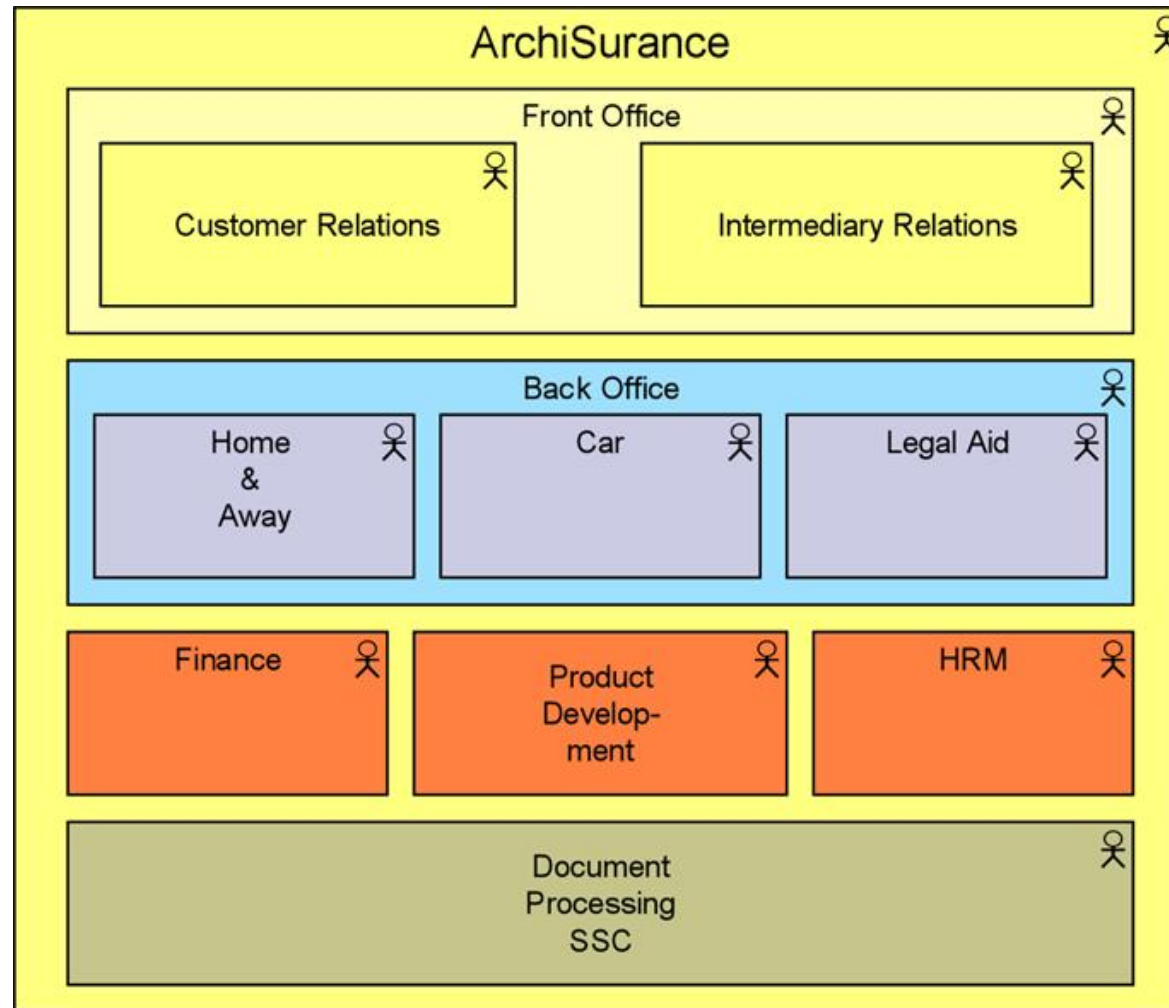 ArchiSurance
Front Office
Customer Relations
Intermediary Relations
Back Office
Home
&
Away
Car
Legal Aid
Finance
Product
Develop-
ment
HRM
Document
Processing
SSC